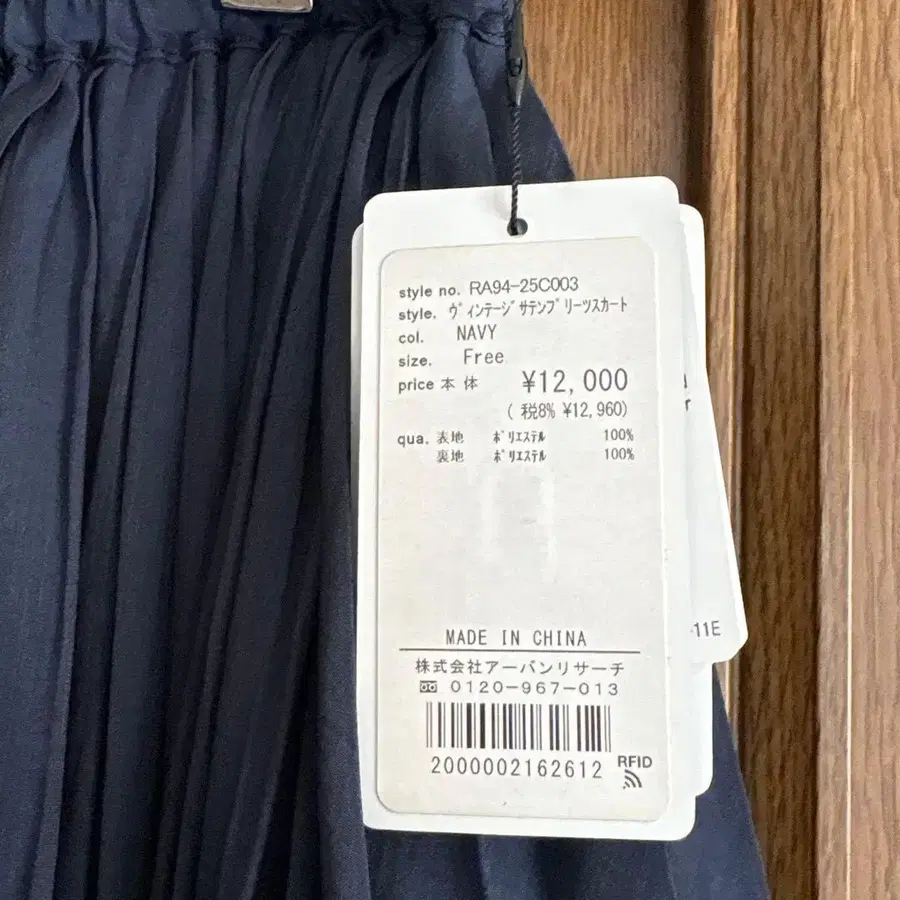 style no. RA94-25C003
style. ヴィンテージサテンプリーツスカート
col. NAVY
size. Free
price 本体 ¥12,000
( 税8% ¥12,960)
qua. 表地 ポリエステル 100%
裏地 ポリエステル 100%
MADE IN CHINA
株式会社アーバンリサーチ
0120-967-013
2000002162612
RFID
-11E